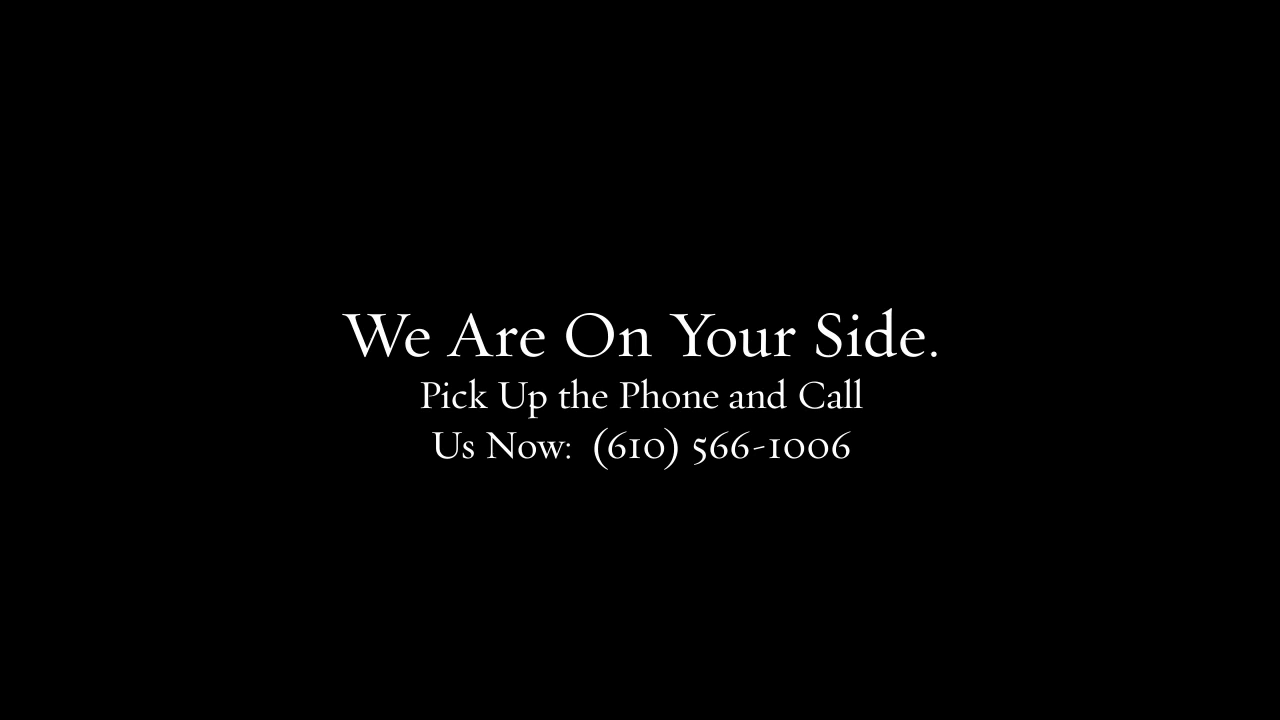 We Are On Your Side.
Pick Up the Phone and Call
Us Now: (610) 566-1006